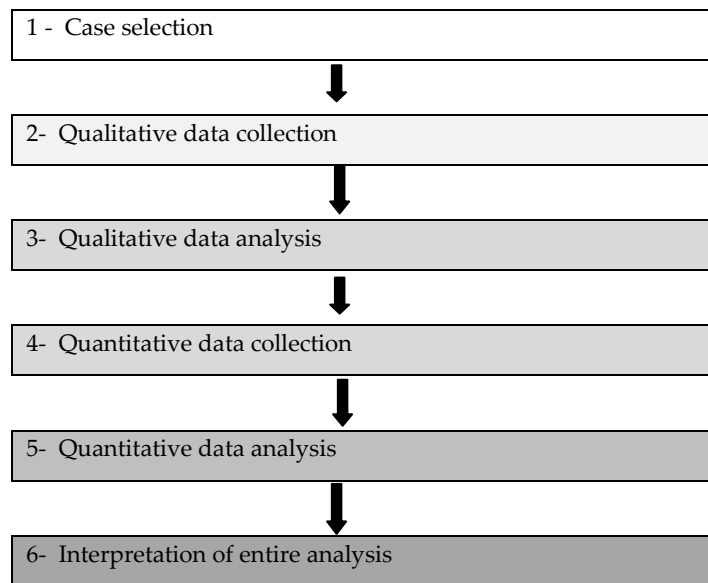 1 - Case selection
2- Qualitative data collection
3- Qualitative data analysis
4- Quantitative data collection
5- Quantitative data analysis
6- Interpretation of entire analysis